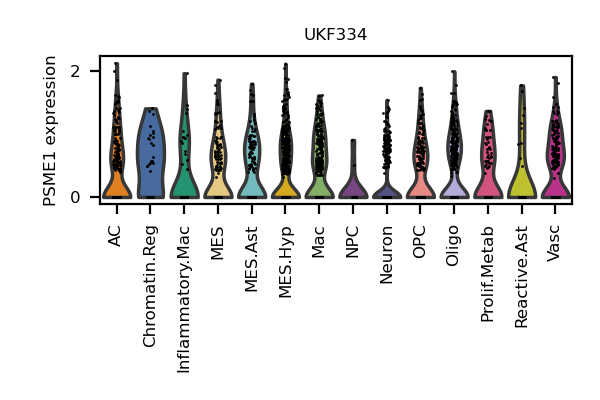 UKF334
PSME1 expression
2
0
AC
Chromatin.Reg
Inflammatory.Mac
MES
MES.Ast
MES.Hyp
Mac
NPC
Neuron
OPC
Oligo
Prolif.Metab
Reactive.Ast
Vasc